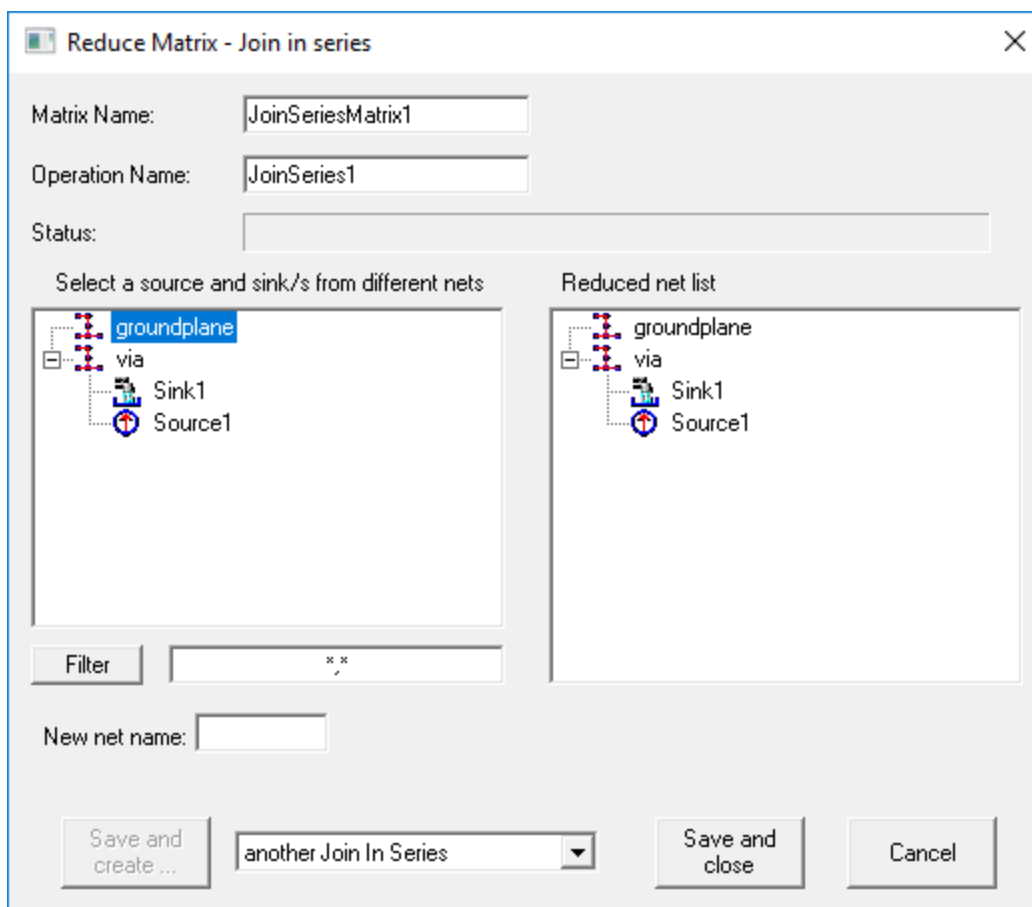 Reduce Matrix - Join in series
Matrix Name: JoinSeriesMatrix1
Operation Name: JoinSeries1
Status:
Select a source and sink/s from different nets
groundplane
via
Sink1
Source1
Reduced net list
groundplane
via
Sink1
Source1
Filter *,*
New net name:
Save and
create ...
another Join In Series
Save and
close
Cancel